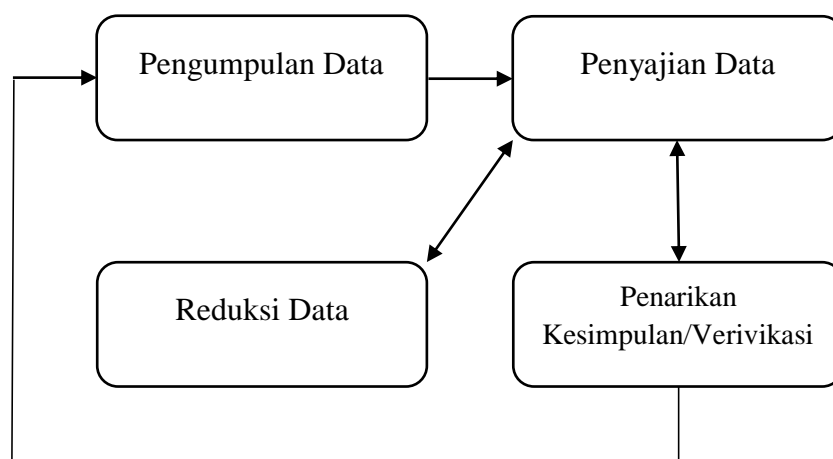 Pengumpulan Data
Penyajian Data
Reduksi Data
Penarikan
Kesimpulan/Verivikasi